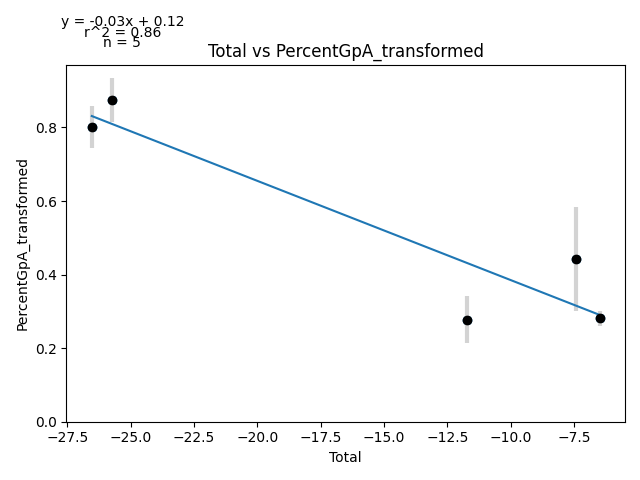 y = -0.03x + 0.12
r^2 = 0.86
n = 5
Total vs PercentGpA_transformed
PercentGpA_transformed
0.8
0.6
0.4
0.2
0.0
−27.5 −25.0 −22.5 −20.0 −17.5 −15.0 −12.5 −10.0 −7.5
Total